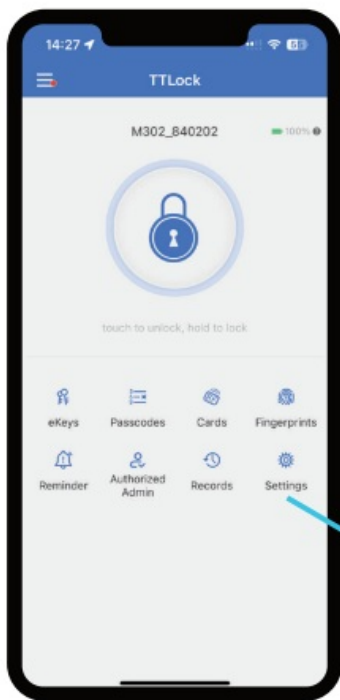 14:27
TTLock
M302_840202
100%
touch to unlock, hold to lock
eKeys Passcodes Cards Fingerprints
Reminder Authorized Admin Records Settings